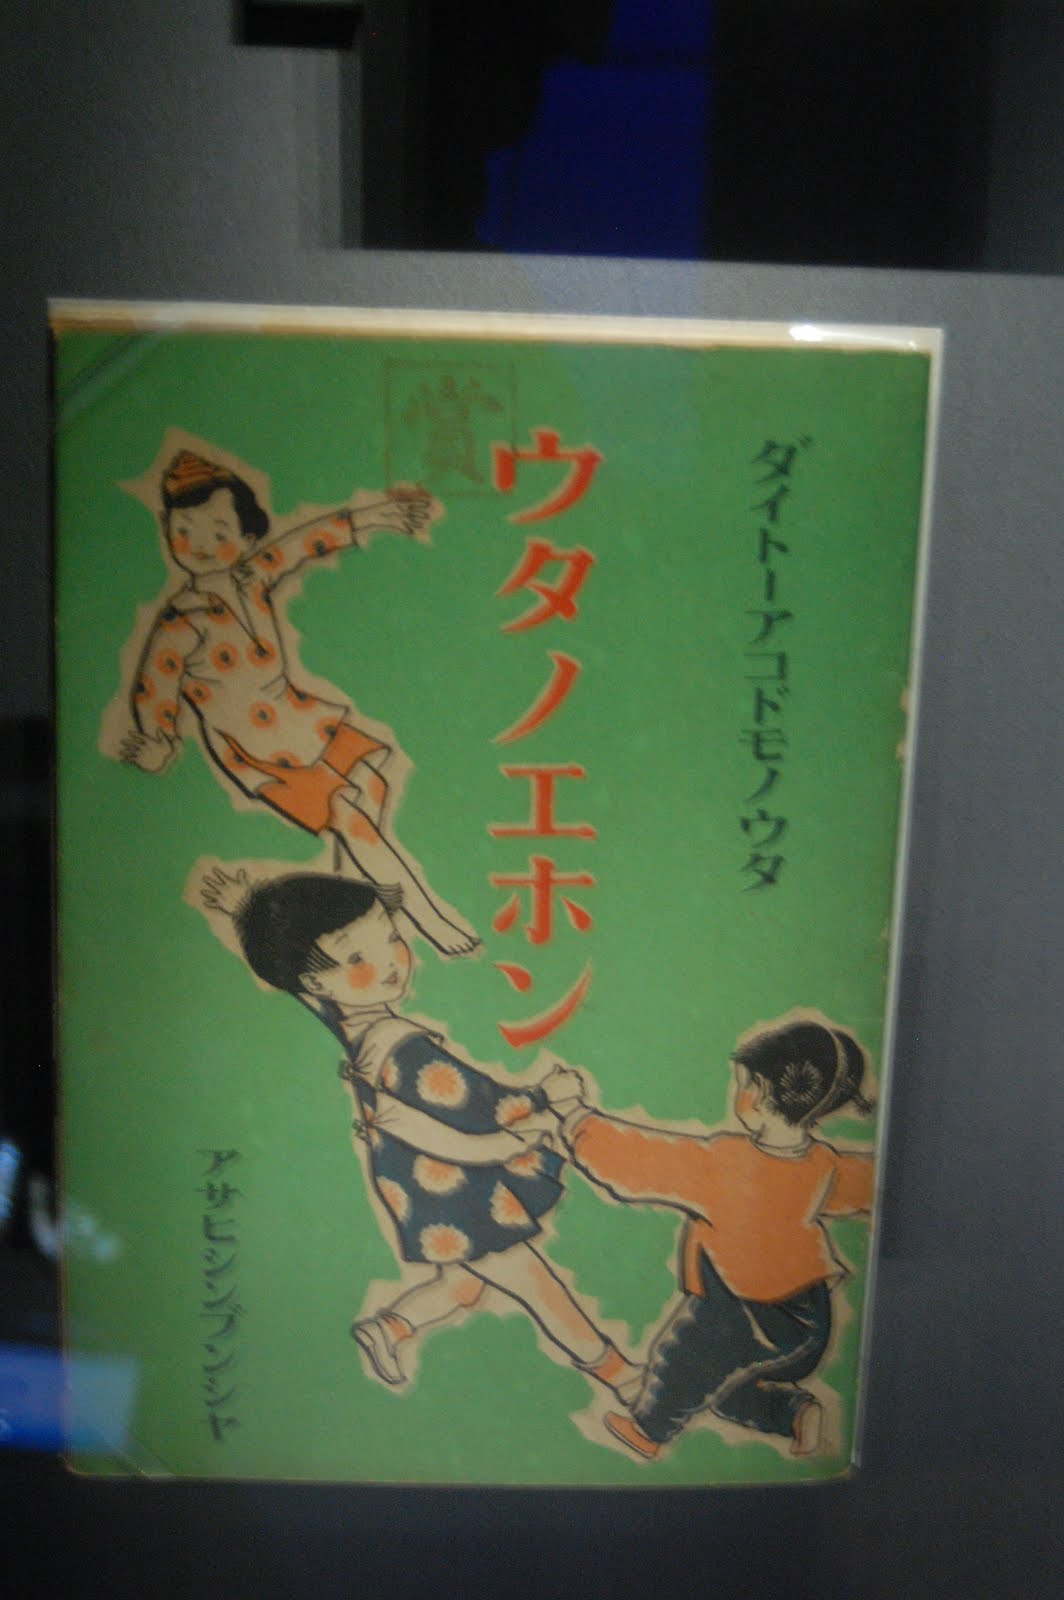 ダイトーアコドモノウタ
賞
ウタノエホン
アサヒシンブンシヤ